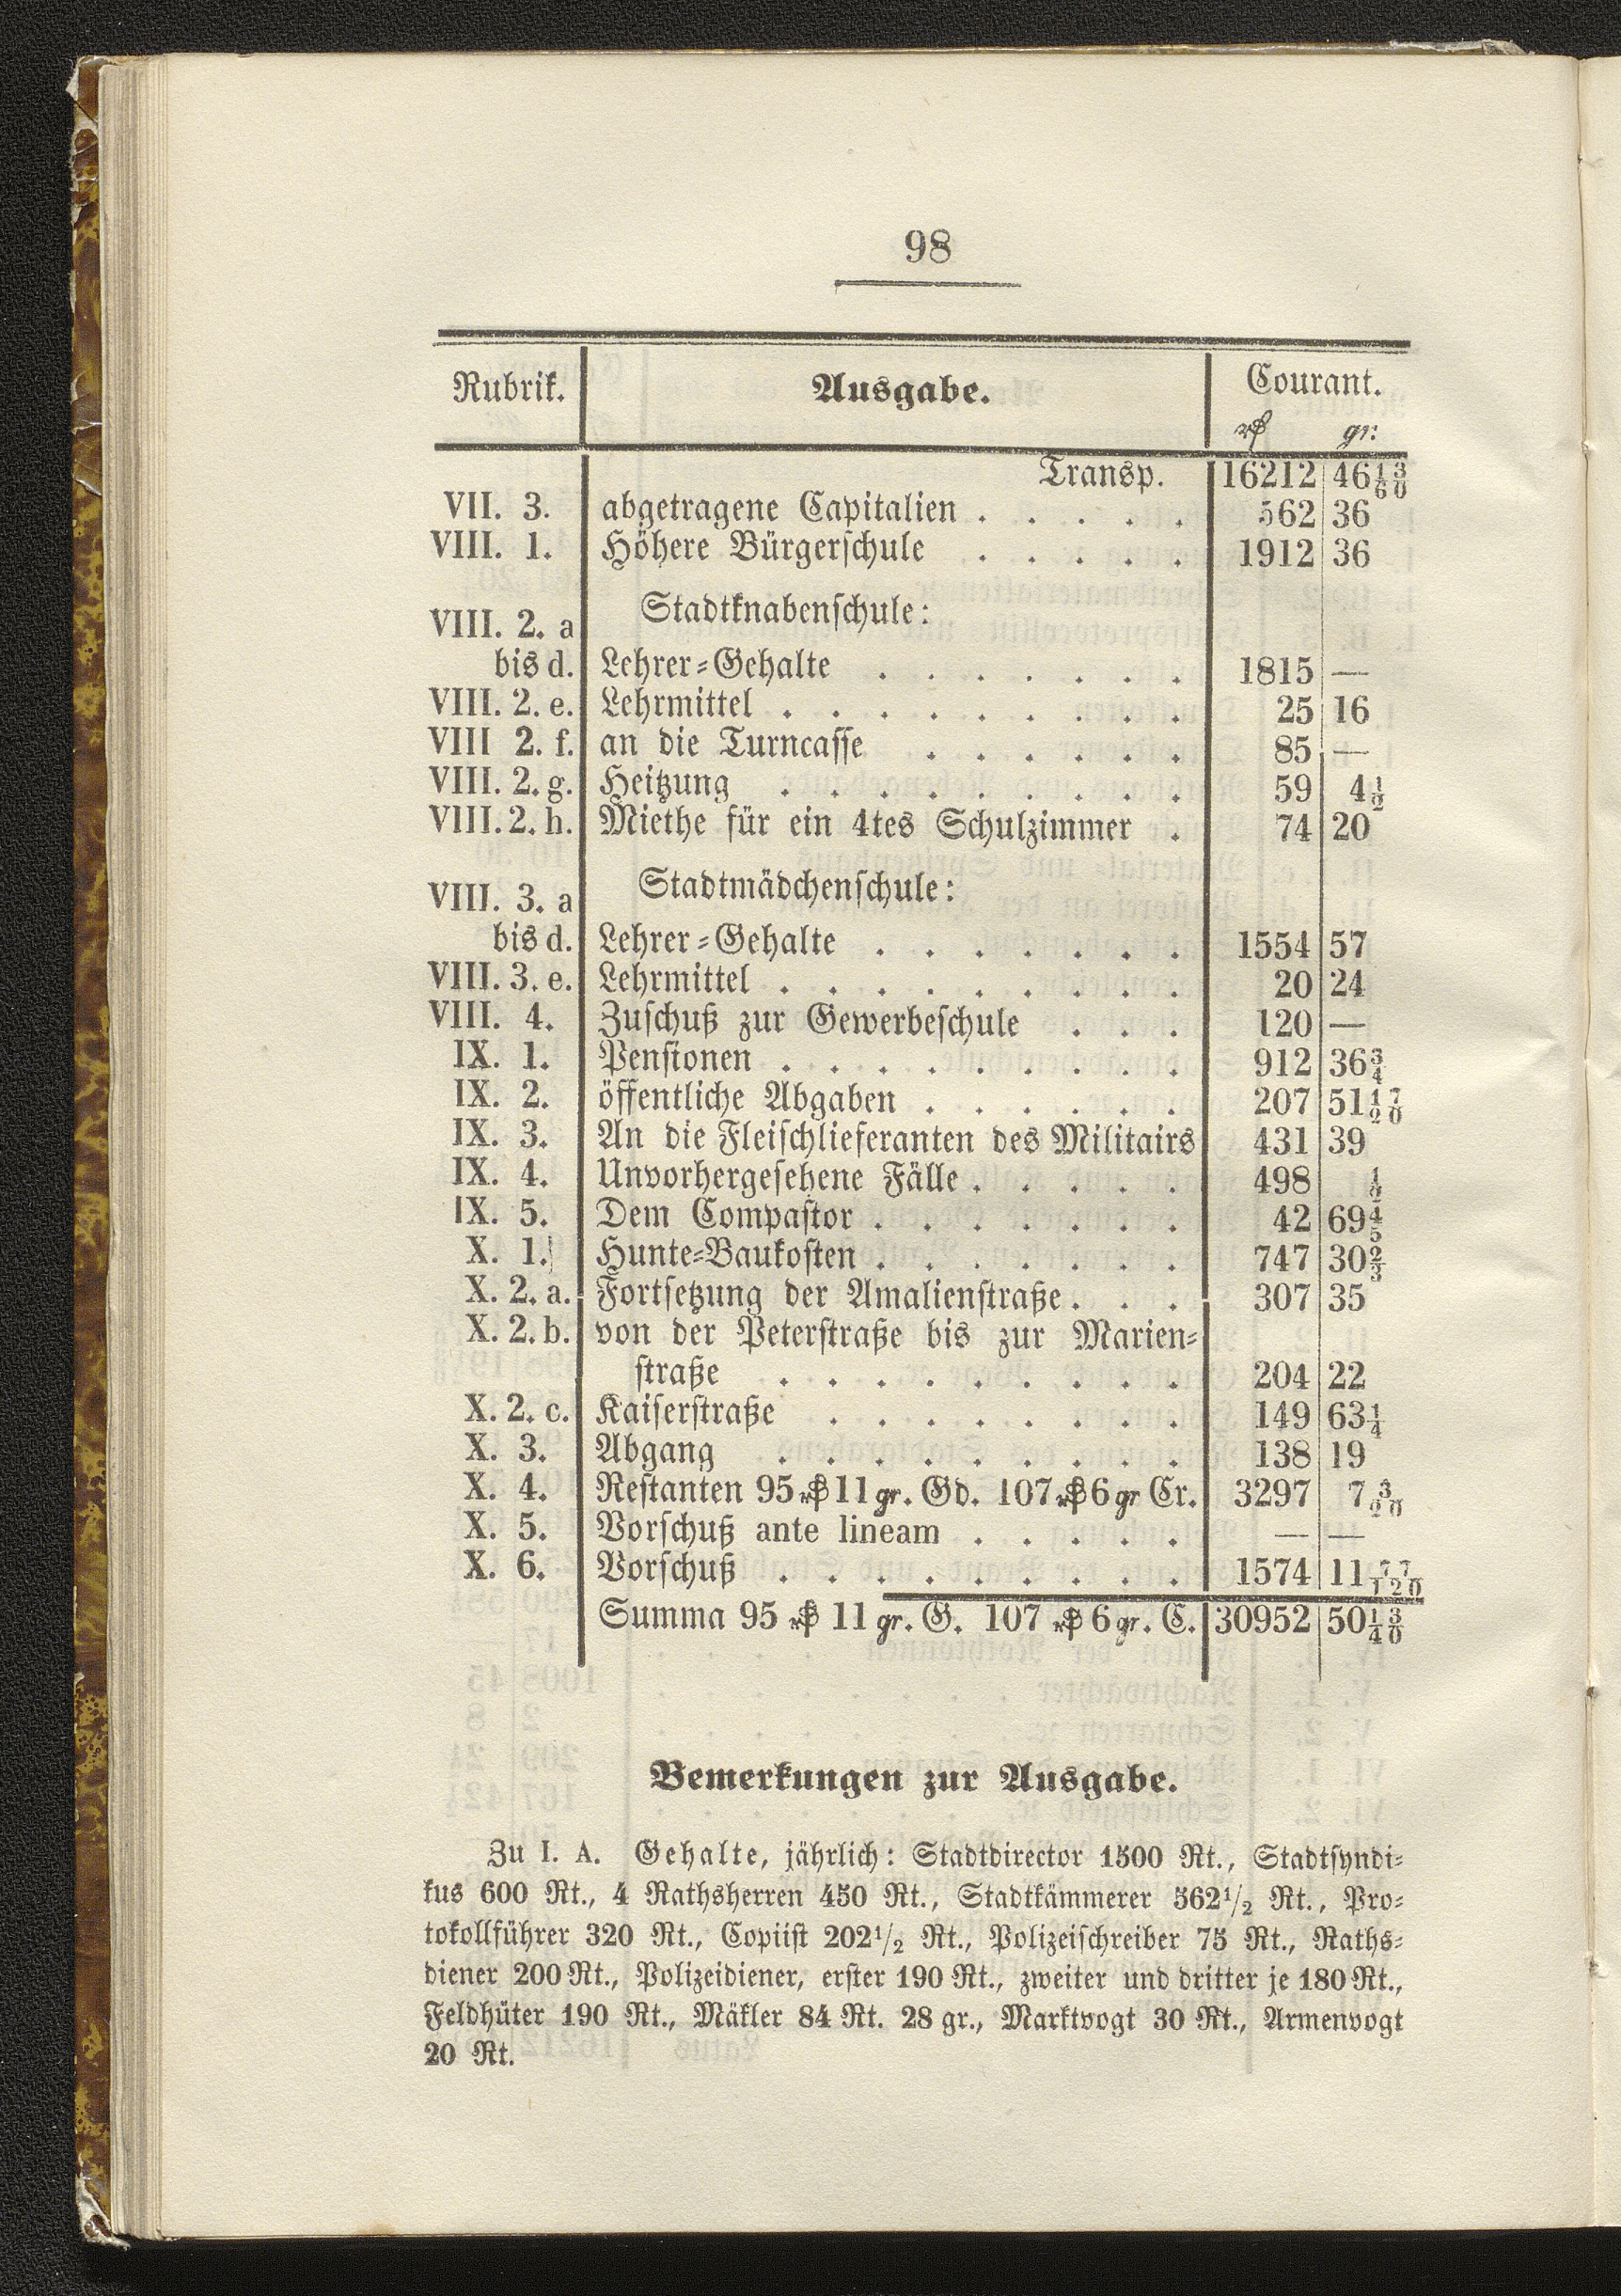 98
Rubrik. Ausgabe. Courant.
gr.
Transp. 16212 46 13/60
VII. 3. abgetragene Capitalien . . . . . 562 36
VIII. 1. Höhere Bürgerschule . . . . . 1912 36
Stadtknabenschule:
VIII. 2. a
bis d. Lehrer-Gehalte . . . . . . . 1815 —
VIII. 2. e. Lehrmittel . . . . . . . . . 25 16
VIII 2. f. an die Turncasse . . . . . . 85 —
VIII. 2. g. Heitzung . . . . . . . . . 59 4 1/2
VIII. 2. h. Miethe für ein 4tes Schulzimmer . 74 20
Stadtmädchenschule:
VIII. 3. a
bis d. Lehrer-Gehalte . . . . . . . 1554 57
VIII. 3. e. Lehrmittel . . . . . . . . . 20 24
VIII. 4. Zuschuß zur Gewerbeschule . . . 120 —
IX. 1. Pensionen . . . . . . . . . 912 36 3/4
IX. 2. öffentliche Abgaben . . . . . . 207 51 17/20
IX. 3. An die Fleischlieferanten des Militairs 431 39
IX. 4. Unvorhergesehene Fälle . . . . . 498 1/2
IX. 5. Dem Compastor . . . . . . . 42 69 4/5
X. 1. Hunte-Baukosten . . . . . . . 747 30 2/3
X. 2. a. Fortsetzung der Amalienstraße . . . 307 35
X. 2. b. von der Peterstraße bis zur Marien-
straße . . . . . . . . . 204 22
X. 2. c. Kaiserstraße . . . . . . . . 149 63 1/4
X. 3. Abgang . . . . . . . . . 138 19
X. 4. Restanten 95 ₰ 11 gr. Gd. 107 ₰ 6 gr Cr. 3297 7 3/20
X. 5. Vorschuß ante lineam . . . . . — —
X. 6. Vorschuß . . . . . . . . . 1574 11 77/120
Summa 95 ₰ 11 gr. G. 107 ₰ 6 gr. C. 30952 50 13/40
Bemerkungen zur Ausgabe.
Zu I. A. Gehalte, jährlich: Stadtdirector 1500 Rt., Stadtsyndi-
kus 600 Rt., 4 Rathsherren 450 Rt., Stadtkämmerer 562 1/2 Rt., Pro-
tokollführer 320 Rt., Copiist 202 1/2 Rt., Polizeischreiber 75 Rt., Raths-
diener 200 Rt., Polizeidiener, erster 190 Rt., zweiter und dritter je 180 Rt.,
Feldhüter 190 Rt., Mäkler 84 Rt. 28 gr., Marktvogt 30 Rt., Armenvogt
20 Rt.